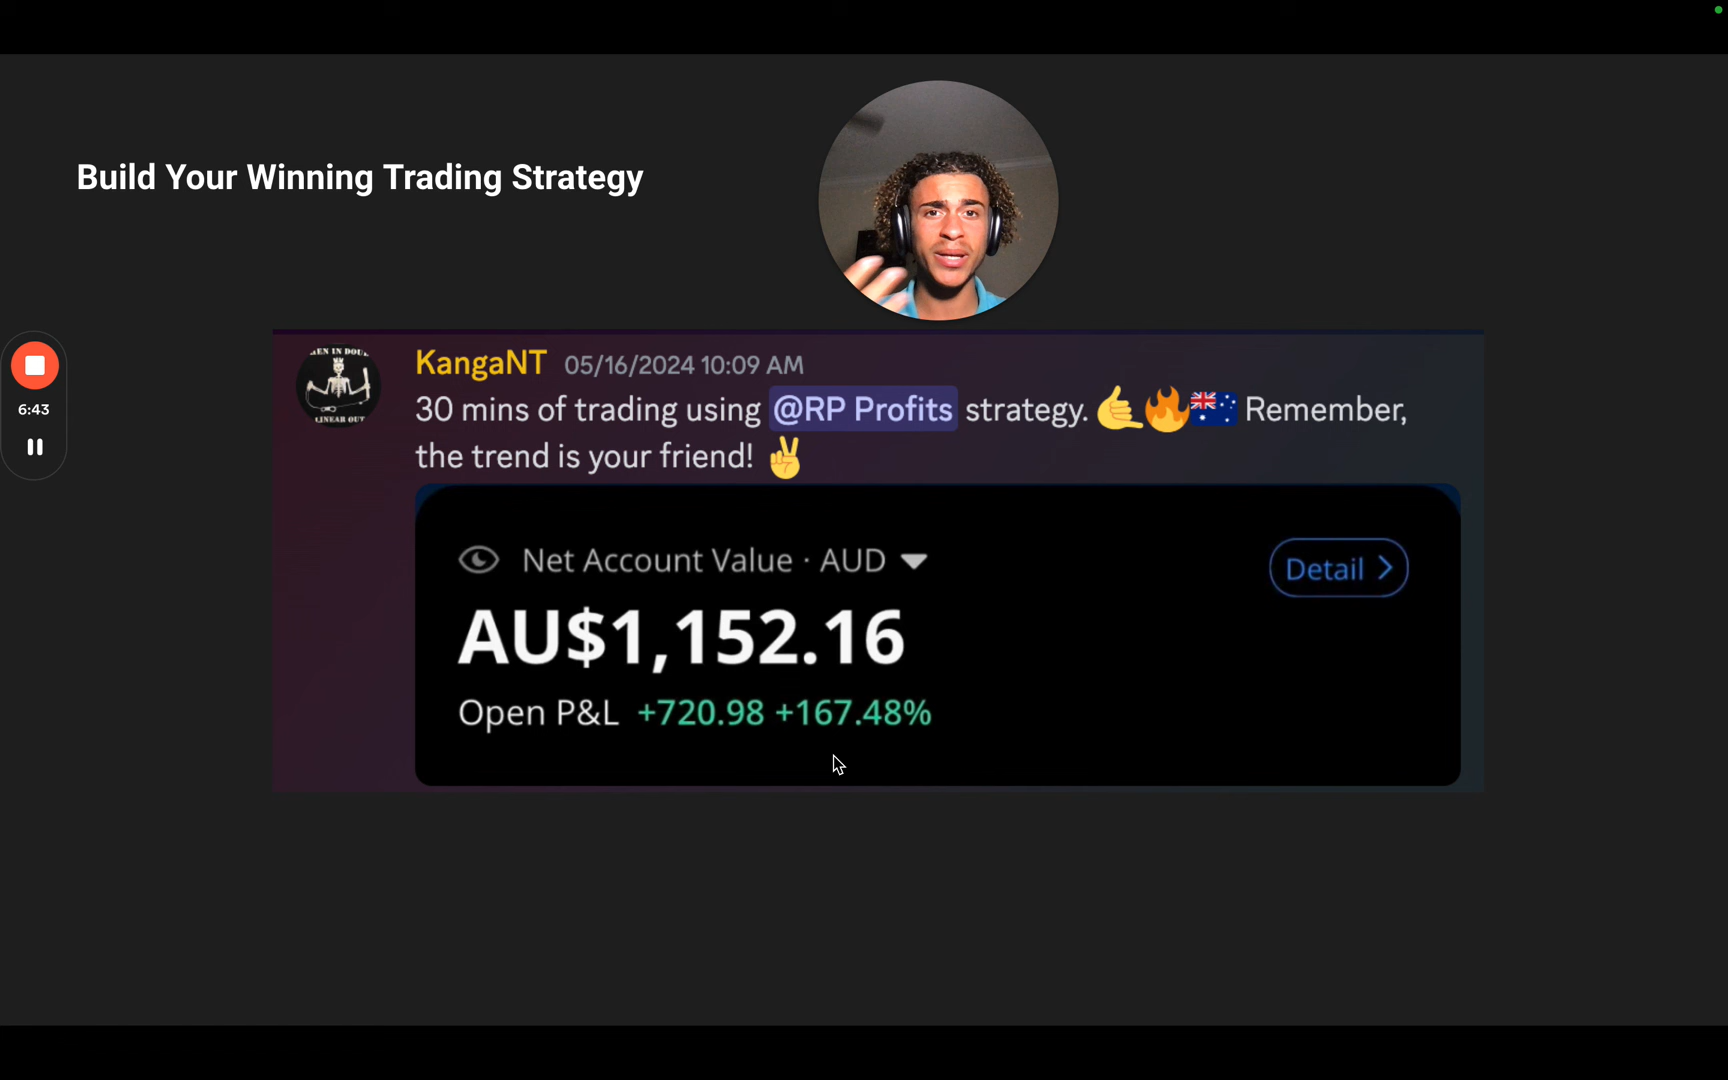 Build Your Winning Trading Strategy
6:43
KangaNT 05/16/2024 10:09 AM
30 mins of trading using @RP Profits strategy. 🤙🔥🇦🇺 Remember,
the trend is your friend! ✌️
Net Account Value · AUD
Detail >
AU$1,152.16
Open P&L +720.98 +167.48%